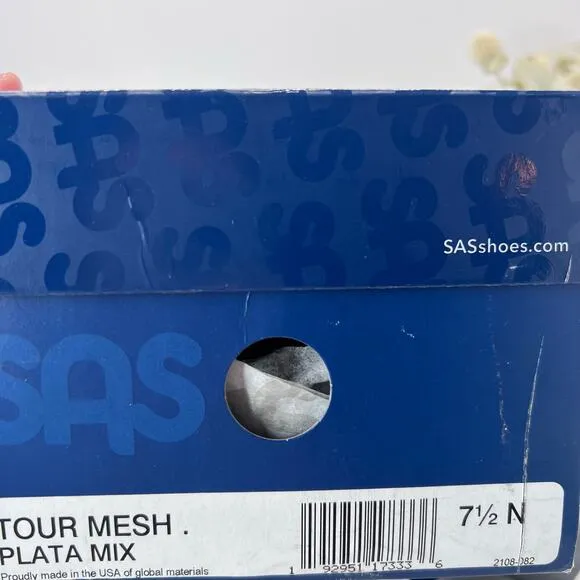 SASshoes.com
SAS
TOUR MESH .
PLATA MIX
7½ N
Proudly made in the USA of global materials
1 92951 17333 6
2108-082